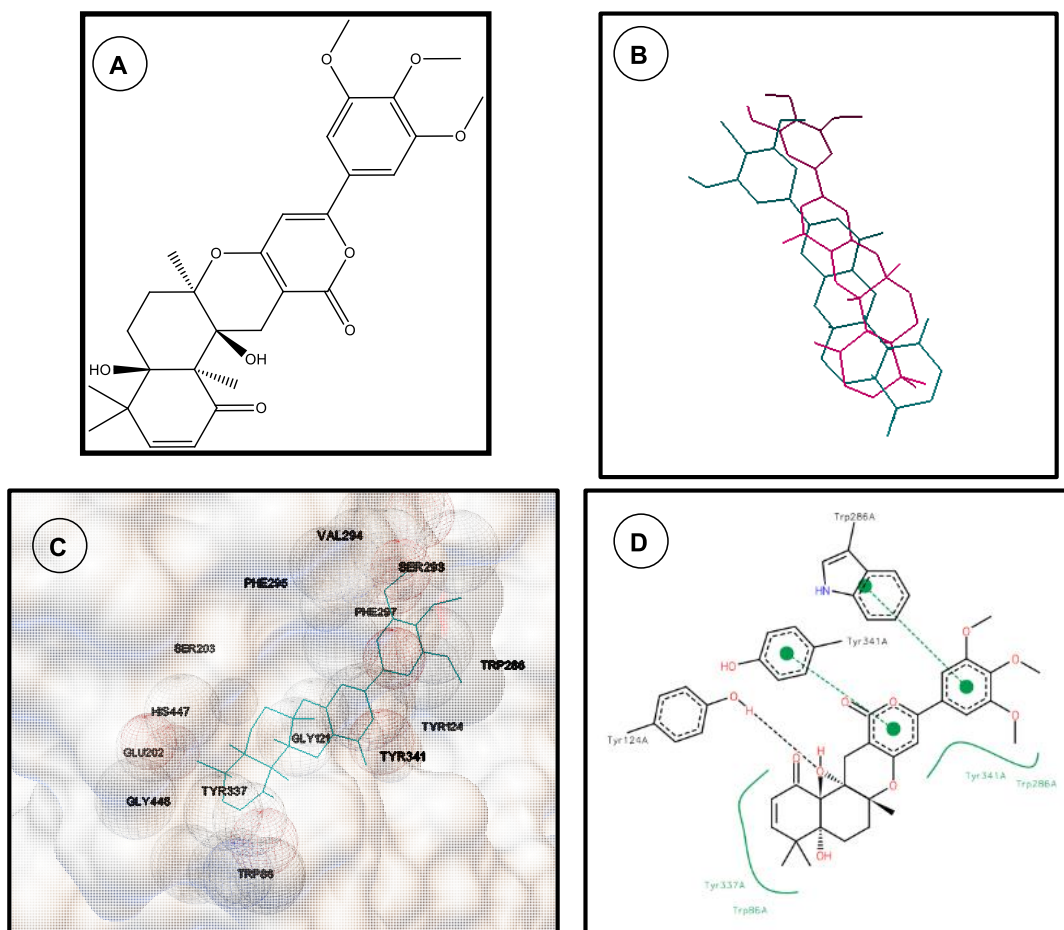 A
O
O
O
O
O
O
OH
HO
O
B
C
VAL294
SER293
PHE295
PHE297
SER203
TRP286
HIS447
TYR124
GLY121
GLU202
TYR341
TYR337
GLY448
TRP86
D
Trp286A
HN
Tyr341A
HO
O
O
O
H
O
O
O
Tyr124A
H
O
O
O
Tyr341A
Trp286A
OH
Tyr337A
Trp86A